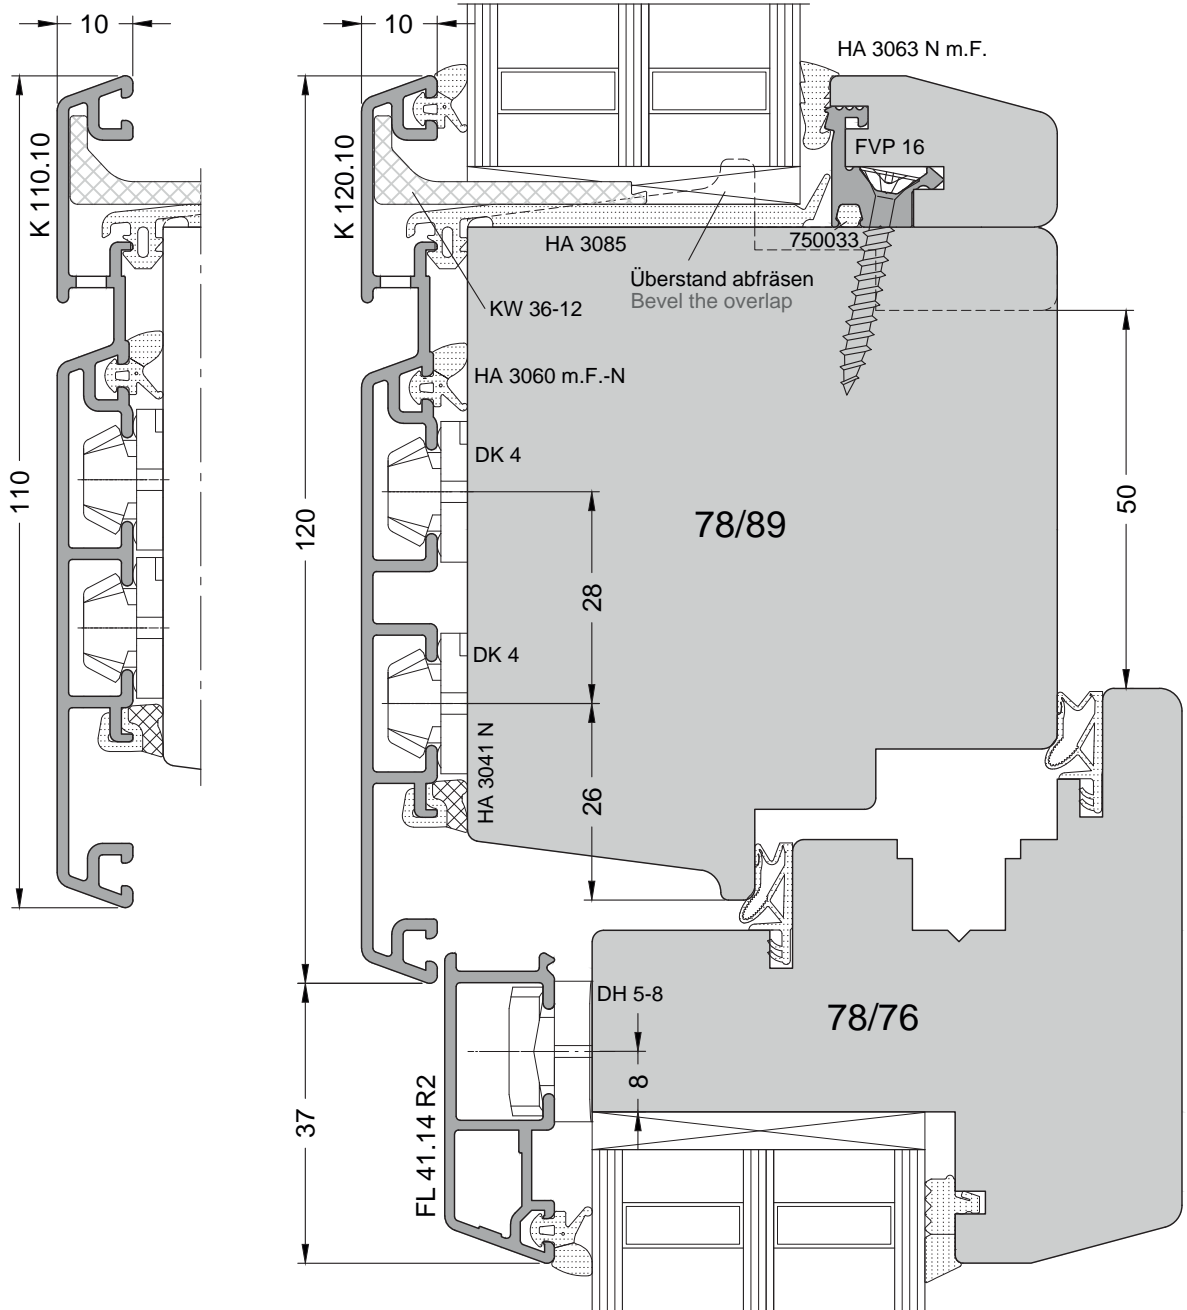 10
10
HA 3063 N m.F.
K 110.10
K 120.10
FVP 16
HA 3085
750033
Überstand abfräsen
Bevel the overlap
KW 36-12
HA 3060 m.F.-N
DK 4
110
120
78/89
50
28
DK 4
HA 3041 N
26
DH 5-8
78/76
8
37
FL 41.14 R2